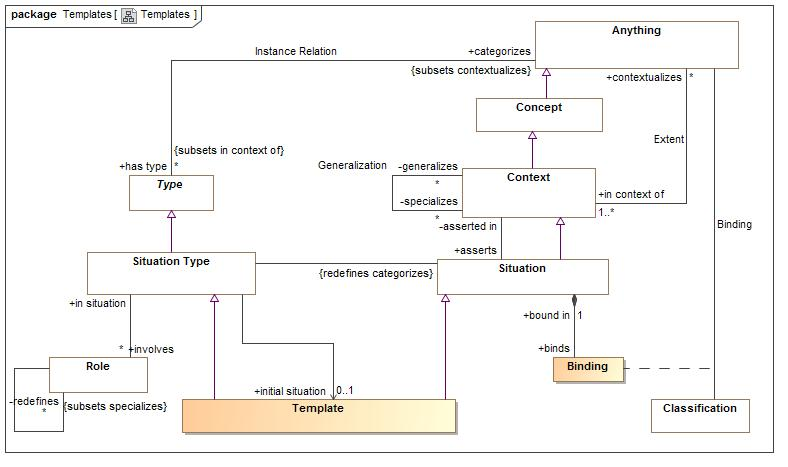 package Templates [ Templates ]
Anything
Instance Relation
+categorizes
{subsets contextualizes}
+contextualizes *
Concept
Extent
{subsets in context of}
+has type *
Generalization
-generalizes
*
Type
Context
+in context of
1..*
-specializes
*
-asserted in
Binding
+asserts
Situation Type
{redefines categorizes}
Situation
+in situation
+bound in 1
* +involves
+binds
Role
Binding
+initial situation 0..1
-redefines
*
{subsets specializes}
Template
Classification